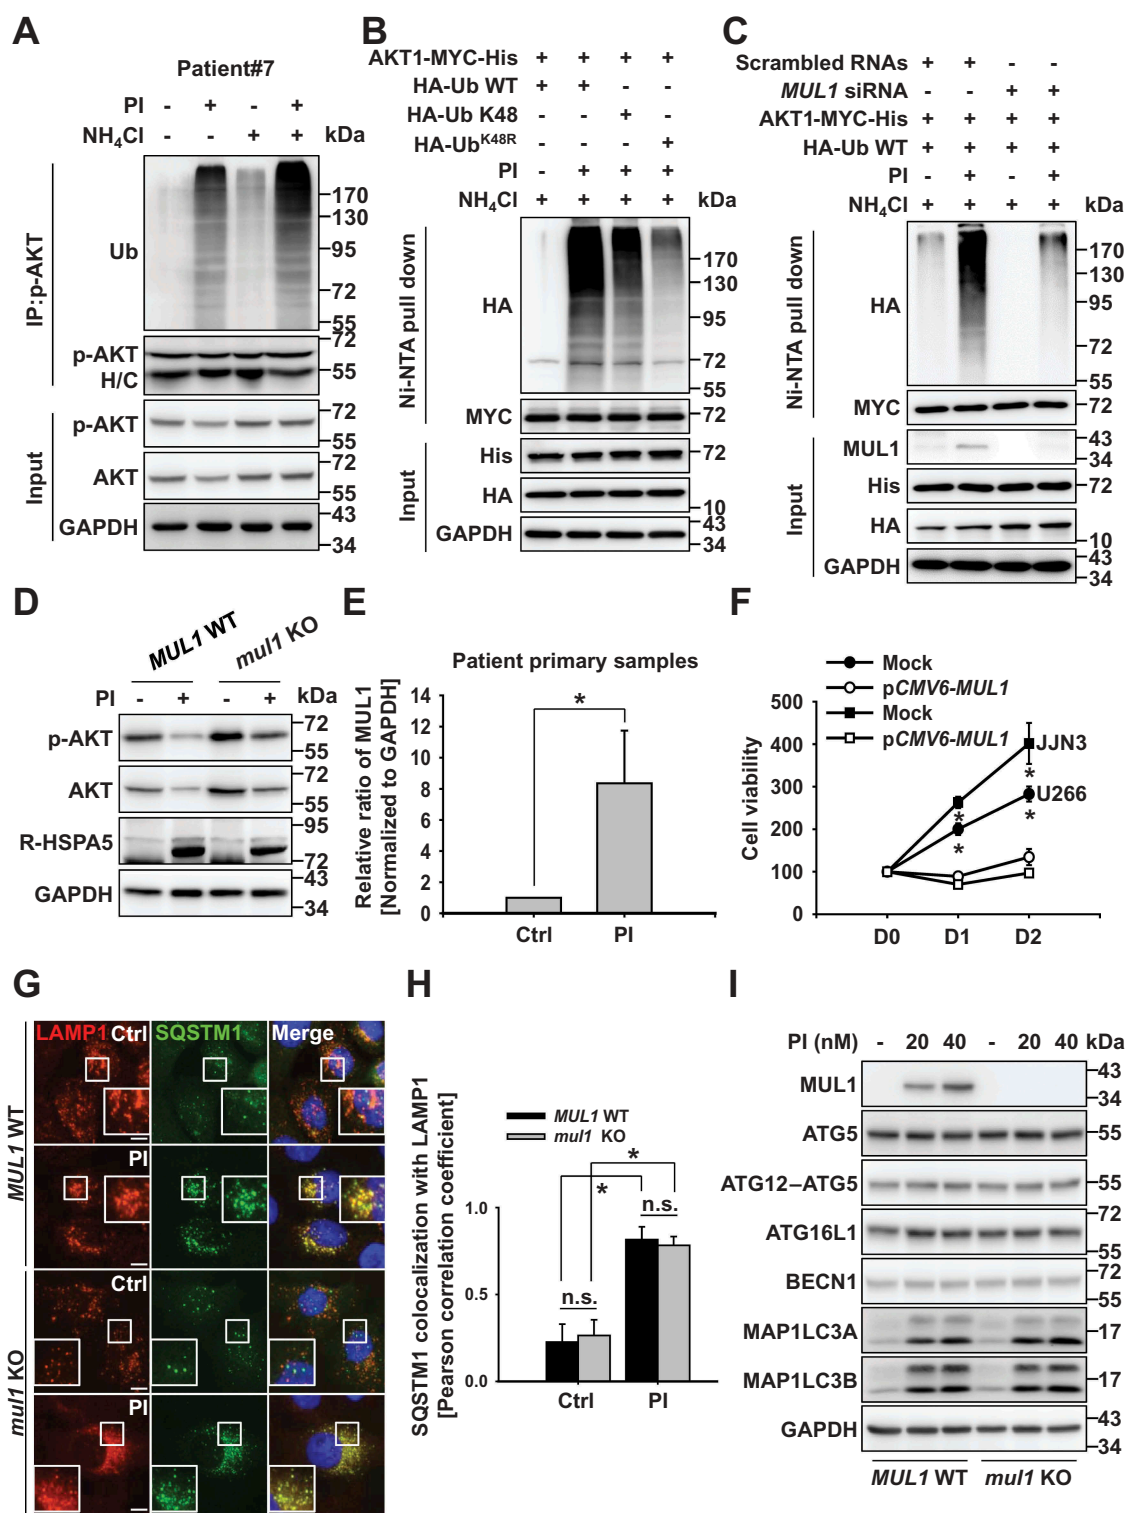 A
Patient#7
PI - + - +
NH₄Cl - - + + kDa
IP:p-AKT
Ub
170
130
95
72
55
p-AKT
H/C
72
55
Input
p-AKT
72
55
AKT
72
55
GAPDH
43
34
B
AKT1-MYC-His + + + +
HA-Ub WT + + - -
HA-Ub K48 - - + -
HA-Ubᴷ⁴⁸ᴿ - - - +
PI - + + +
NH₄Cl + + + + kDa
Ni-NTA pull down
HA
170
130
95
72
55
MYC
72
Input
His
72
HA
10
GAPDH
43
34
C
Scrambled RNAs + + - -
MUL1 siRNA - - + +
AKT1-MYC-His + + + +
HA-Ub WT + + + +
PI - + - +
NH₄Cl + + + + kDa
Ni-NTA pull down
HA
170
130
95
72
55
MYC
72
Input
MUL1
43
34
His
72
HA
10
GAPDH
43
34
D
MUL1 WT mul1 KO
PI - + - + kDa
p-AKT
72
55
AKT
72
55
R-HSPA5
95
72
GAPDH
43
34
E
Patient primary samples
Relative ratio of MUL1
[Normalized to GAPDH]
14
12
10
8
6
4
2
0
*
Ctrl PI
F
Mock
pCMV6-MUL1
Mock
pCMV6-MUL1
Cell viability
500
400
300
200
100
0
JJN3
U266
*
*
*
*
D0 D1 D2
G
MUL1 WT
LAMP1 Ctrl SQSTM1 Merge
PI
mul1 KO
Ctrl
PI
H
SQSTM1 colocalization with LAMP1
[Pearson correlation coefficient]
MUL1 WT
mul1 KO
1.0
0.5
0.0
*
*
n.s.
n.s.
Ctrl PI
I
PI (nM) - 20 40 - 20 40 kDa
MUL1
43
34
ATG5
55
ATG12–ATG5
55
ATG16L1
72
55
BECN1
72
55
MAP1LC3A
17
MAP1LC3B
17
GAPDH
43
34
MUL1 WT mul1 KO